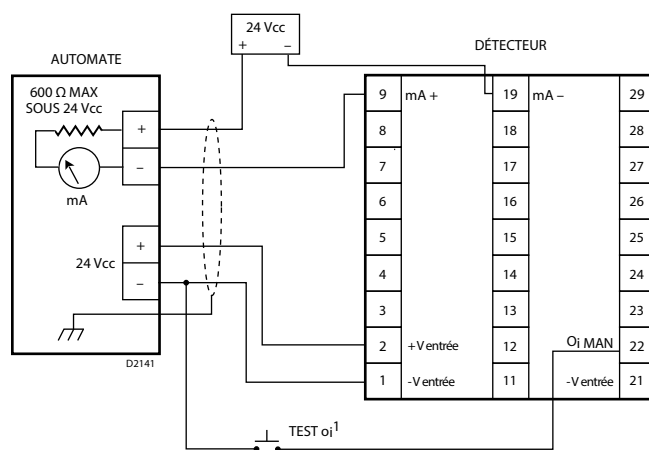 24 Vcc
+ –
AUTOMATE
DÉTECTEUR
600 Ω MAX
SOUS 24 Vcc
+
–
mA
24 Vcc
+
–
D2141
9 mA + 19 mA – 29
8 18 28
7 17 27
6 16 26
5 15 25
4 14 24
3 13 23
2 +V entrée 12 Oi MAN 22
1 -V entrée 11 -V entrée 21
TEST oi¹